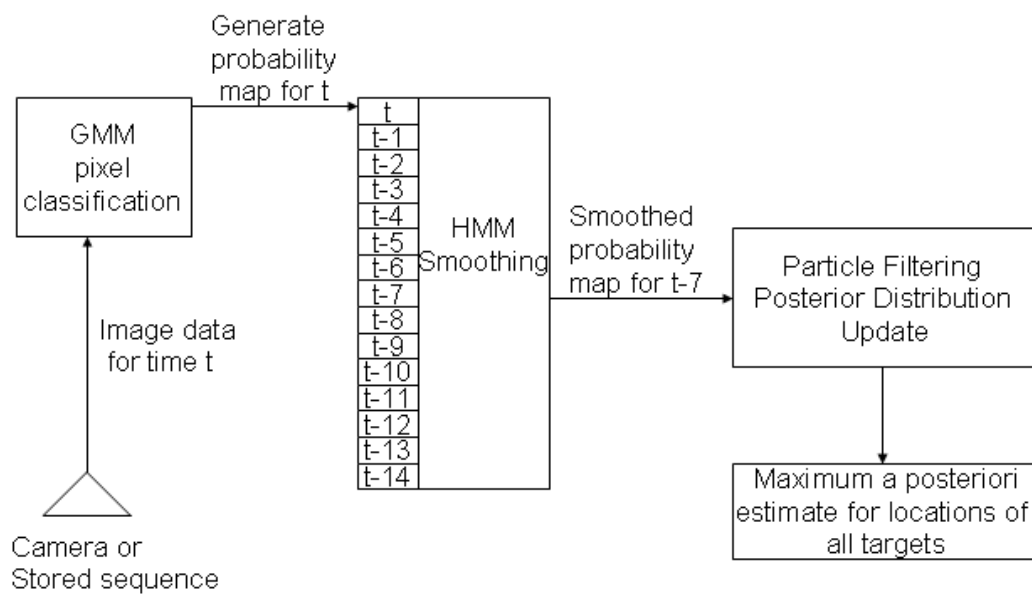 Generate
probability
map for t
GMM
pixel
classification
t
t-1
t-2
t-3
t-4
t-5
t-6
t-7
t-8
t-9
t-10
t-11
t-12
t-13
t-14
HMM
Smoothing
Smoothed
probability
map for t-7
Particle Filtering
Posterior Distribution
Update
Image data
for time t
Maximum a posteriori
estimate for locations of
all targets
Camera or
Stored sequence